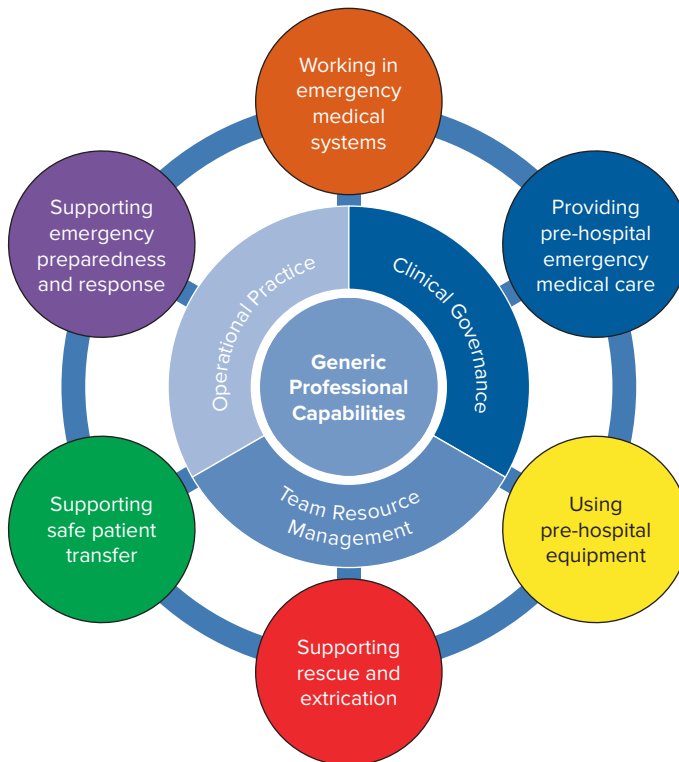 Working in
emergency
medical
systems
Providing
pre-hospital
emergency
medical care
Using
pre-hospital
equipment
Supporting
rescue and
extrication
Supporting
safe patient
transfer
Supporting
emergency
preparedness
and response
Operational Practice
Clinical Governance
Team Resource
Management
Generic
Professional
Capabilities